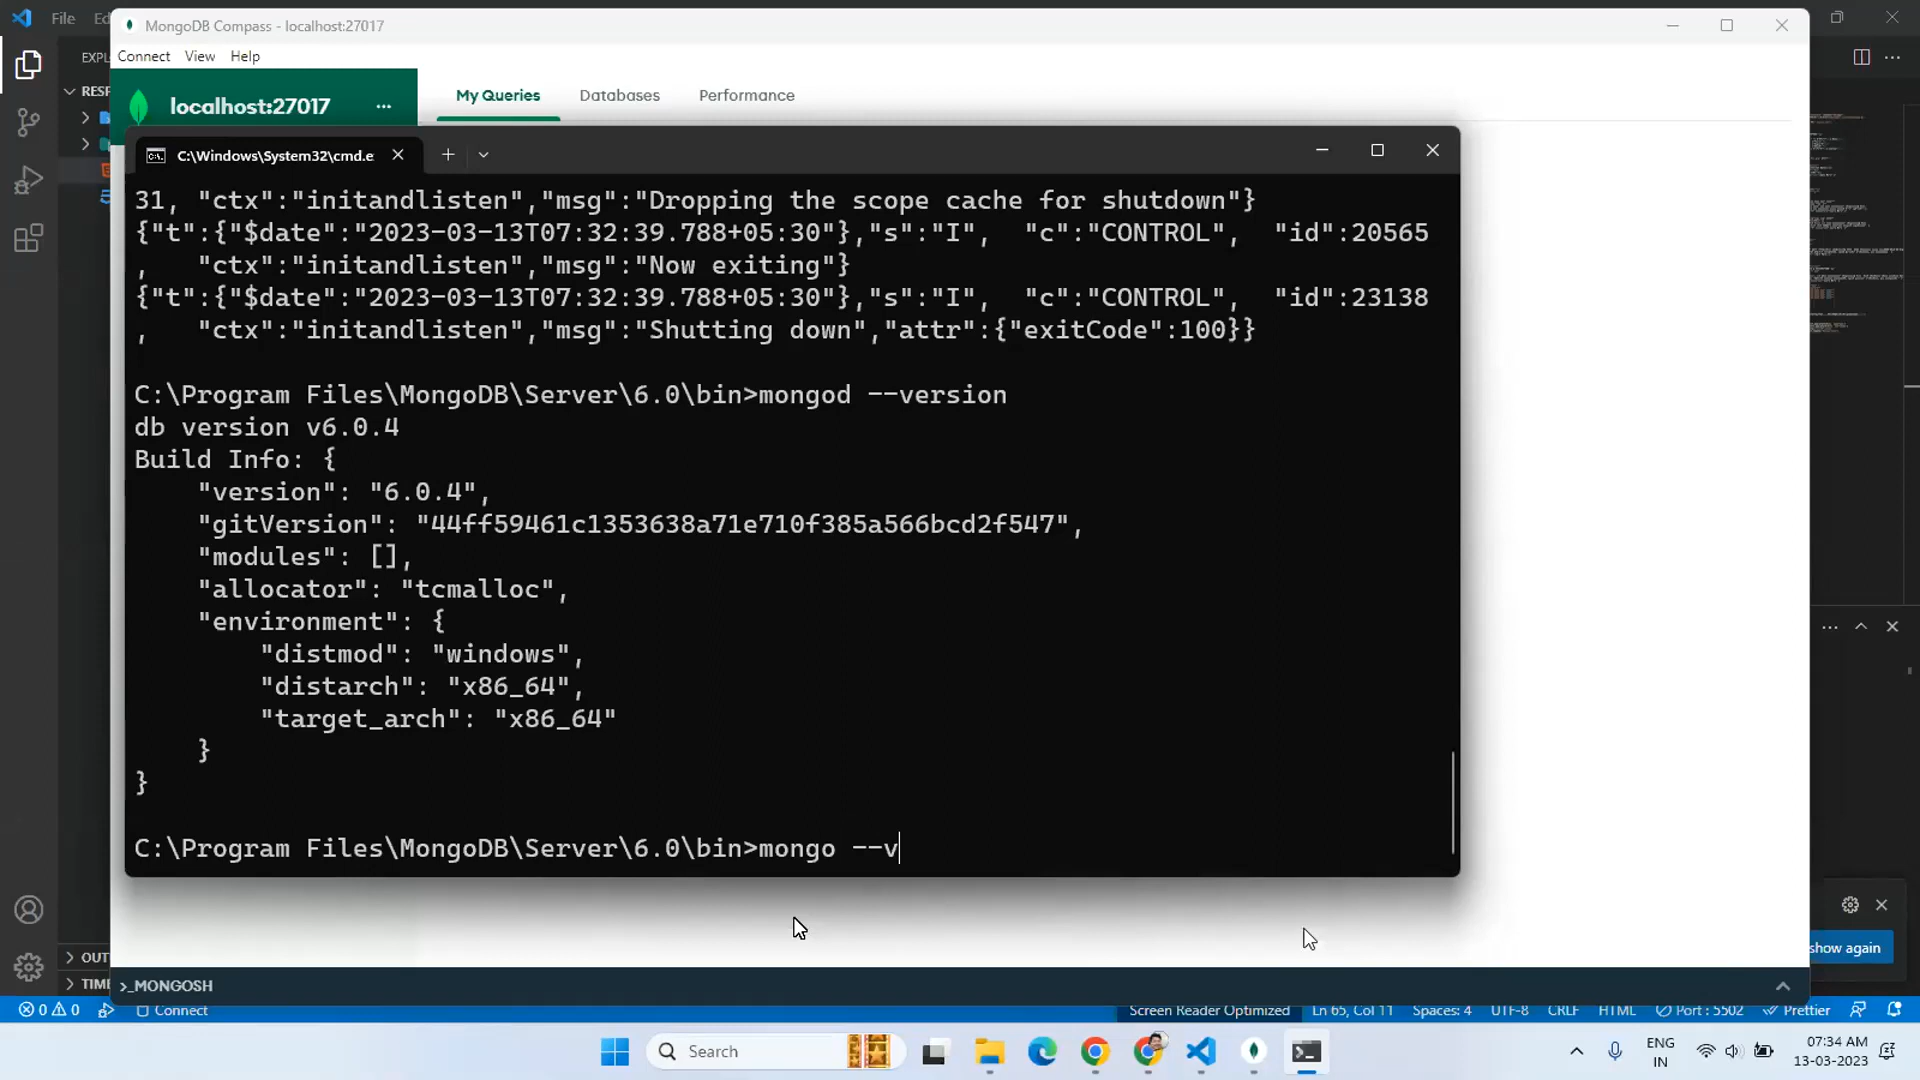 File Ed
MongoDB Compass - localhost:27017
Connect View Help
EXPL
RESP
localhost:27017 ...
My Queries Databases Performance
C:\Windows\System32\cmd.e
31, "ctx":"initandlisten","msg":"Dropping the scope cache for shutdown"}
{"t":{"$date":"2023-03-13T07:32:39.788+05:30"},"s":"I", "c":"CONTROL", "id":20565
, "ctx":"initandlisten","msg":"Now exiting"}
{"t":{"$date":"2023-03-13T07:32:39.788+05:30"},"s":"I", "c":"CONTROL", "id":23138
, "ctx":"initandlisten","msg":"Shutting down","attr":{"exitCode":100}}
C:\Program Files\MongoDB\Server\6.0\bin>mongod --version
db version v6.0.4
Build Info: {
"version": "6.0.4",
"gitVersion": "44ff59461c1353638a71e710f385a566bcd2f547",
"modules": [],
"allocator": "tcmalloc",
"environment": {
"distmod": "windows",
"distarch": "x86_64",
"target_arch": "x86_64"
}
}
C:\Program Files\MongoDB\Server\6.0\bin>mongo --v
show again
OUT
TIME
>_MONGOSH
0 0 Connect Screen Reader Optimized Ln 65, Col 11 Spaces: 4 UTF-8 CRLF HTML Port : 5502 Prettier
Search
ENG
IN
07:34 AM
13-03-2023